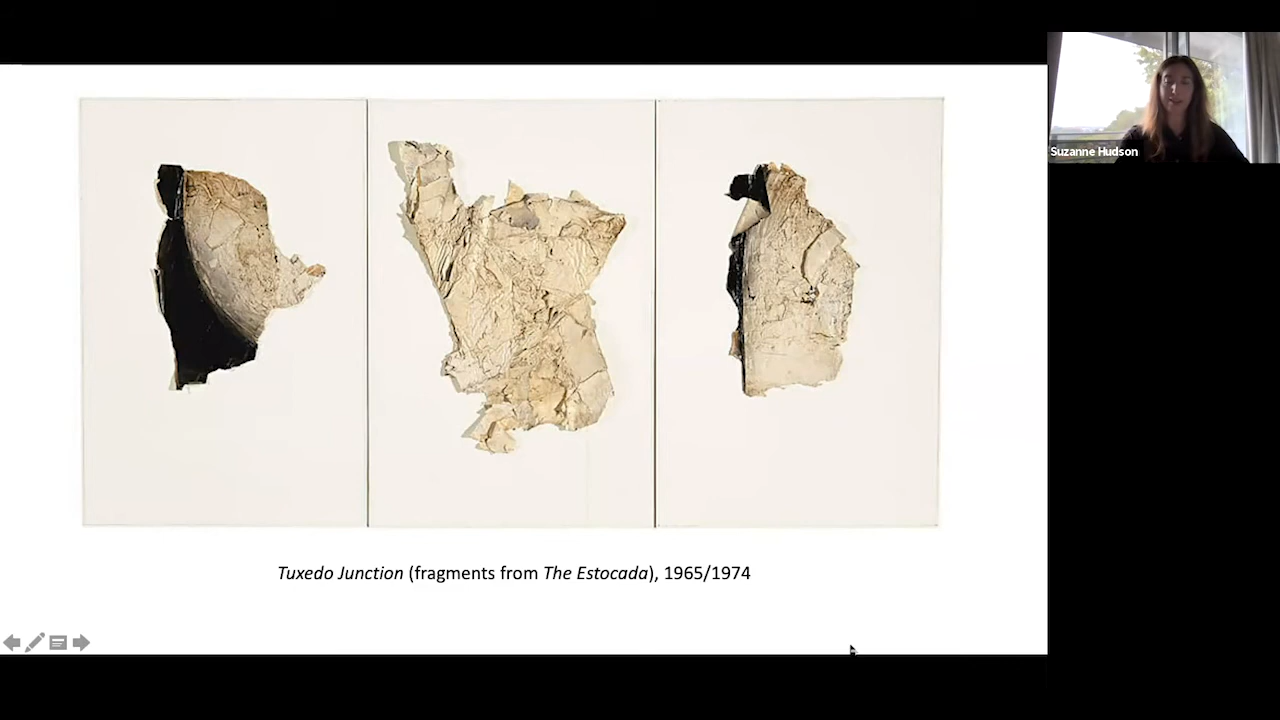 Suzanne Hudson
Tuxedo Junction (fragments from The Estocada), 1965/1974